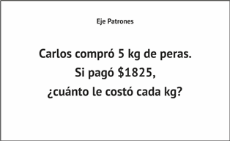 Eje Patrones
Carlos compró 5 kg de peras.
Si pagó $1825,
¿cuánto le costó cada kg?